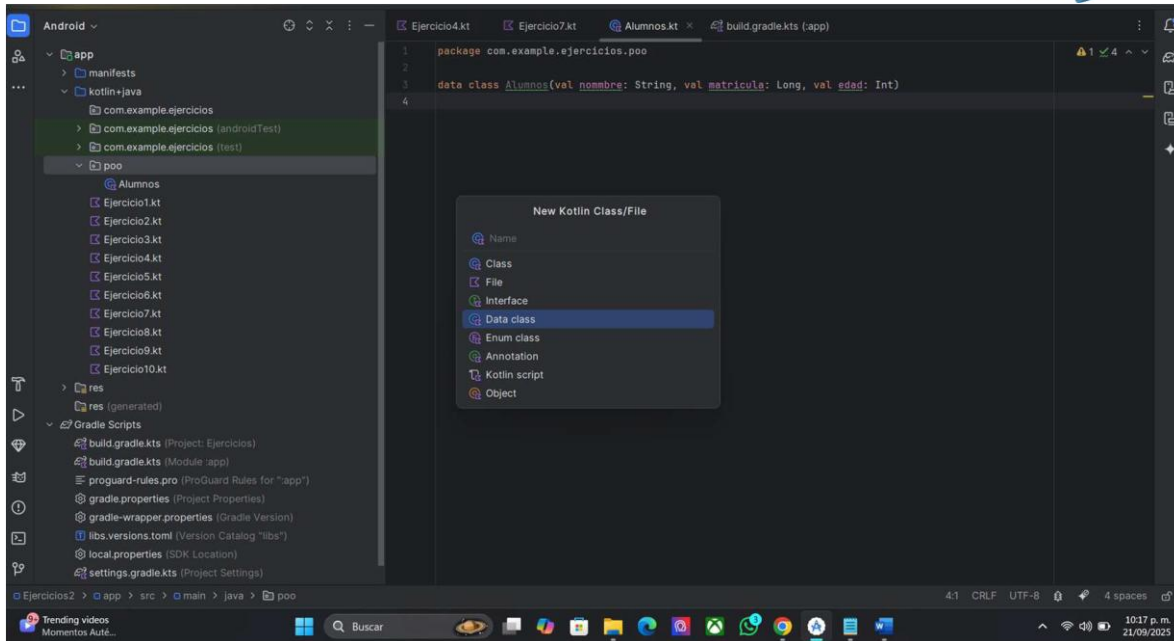 Android
Ejercicio4.kt
Ejercicio7.kt
Alumnos.kt
build.gradle.kts (:app)
app
manifests
kotlin+java
com.example.ejercicios
com.example.ejercicios (androidTest)
com.example.ejercicios (test)
poo
Alumnos
Ejercicio1.kt
Ejercicio2.kt
Ejercicio3.kt
Ejercicio4.kt
Ejercicio5.kt
Ejercicio6.kt
Ejercicio7.kt
Ejercicio8.kt
Ejercicio9.kt
Ejercicio10.kt
res
res (generated)
Gradle Scripts
build.gradle.kts (Project: Ejercicios)
build.gradle.kts (Module :app)
proguard-rules.pro (ProGuard Rules for ":app")
gradle.properties (Project Properties)
gradle-wrapper.properties (Gradle Version)
libs.versions.toml (Version Catalog "libs")
local.properties (SDK Location)
settings.gradle.kts (Project Settings)
1 package com.example.ejercicios.poo
2
3 data class Alumnos(val nommbre: String, val matricula: Long, val edad: Int)
4
1 4
New Kotlin Class/File
Name
Class
File
Interface
Data class
Enum class
Annotation
Kotlin script
Object
Ejercicios2 > app > src > main > java > poo
4:1 CRLF UTF-8 4 spaces
Trending videos
Momentos Auté...
Buscar
10:17 p. m.
21/09/2025